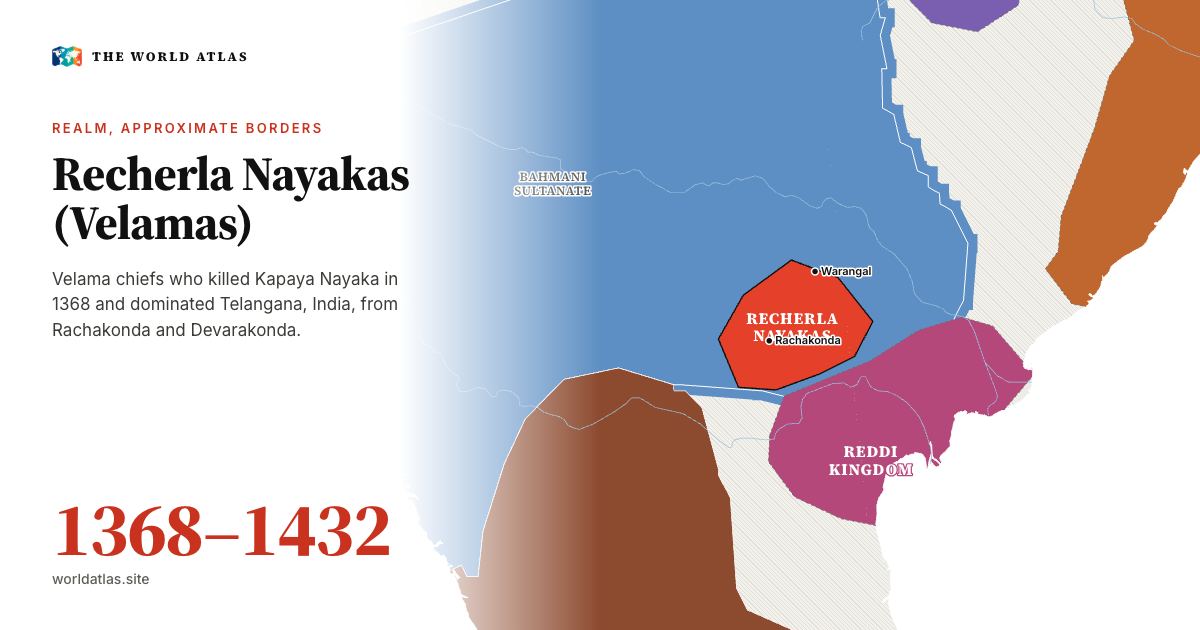 THE WORLD ATLAS
REALM, APPROXIMATE BORDERS
Recherla Nayakas
(Velamas)
Velama chiefs who killed Kapaya Nayaka in
1368 and dominated Telangana, India, from
Rachakonda and Devarakonda.
1368–1432
worldatlas.site
BAHMANI
SULTANATE
Warangal
RECHERLA
NAYAKAS
Rachakonda
REDDI
KINGDOM